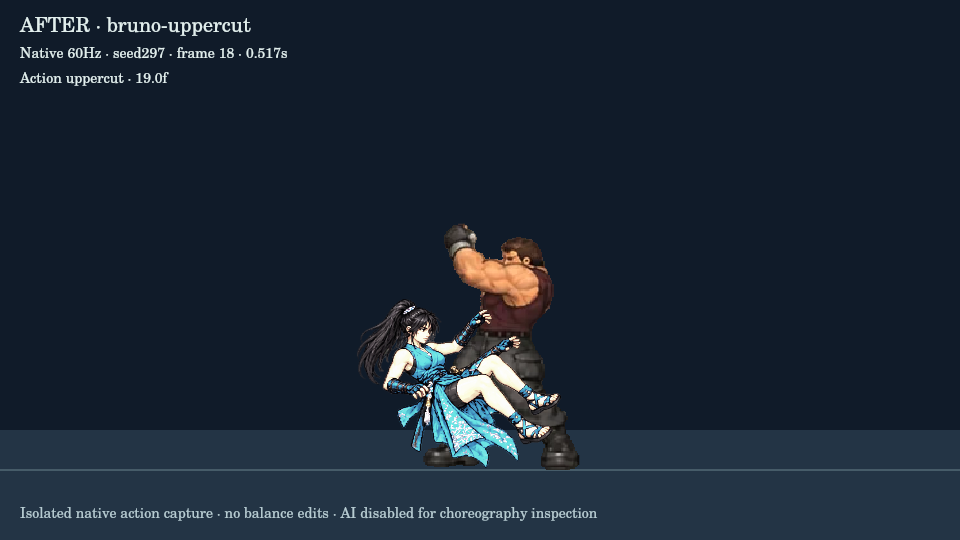 AFTER · bruno-uppercut
Native 60Hz · seed297 · frame 18 · 0.517s
Action uppercut · 19.0f
Isolated native action capture · no balance edits · AI disabled for choreography inspection